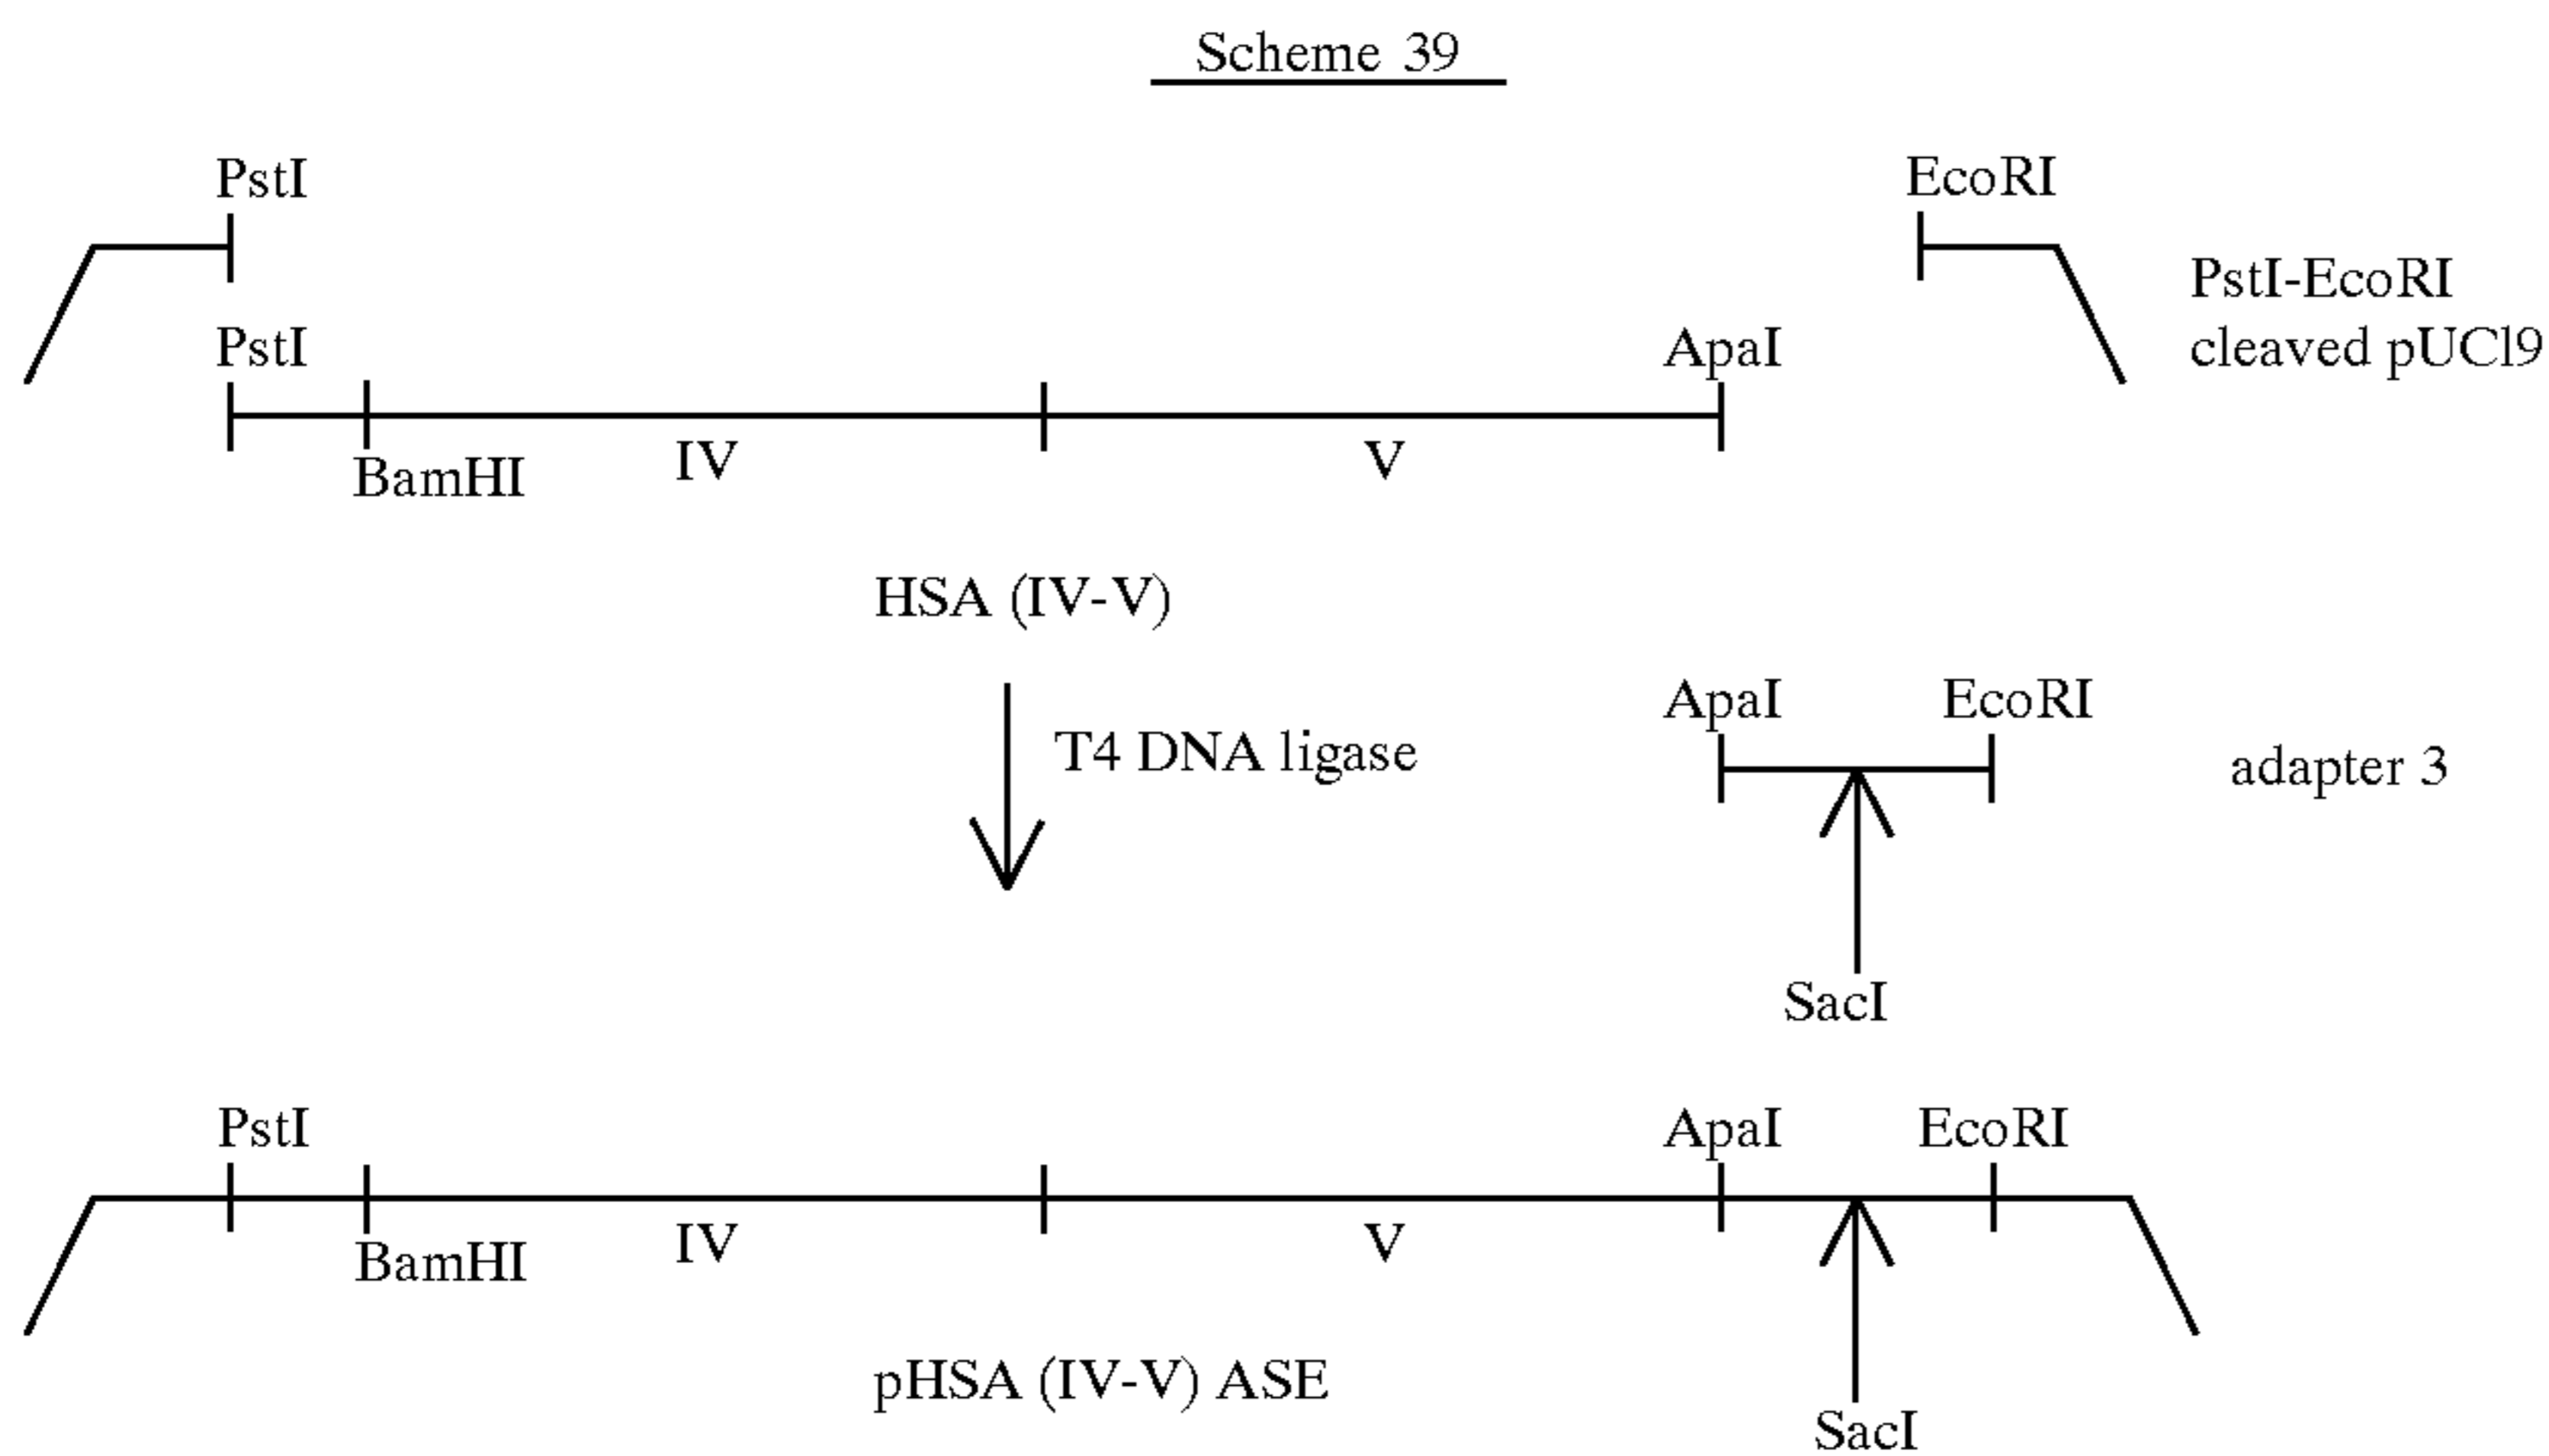 Scheme 39
PstI
EcoRI
PstI-EcoRI
cleaved pUCl9
PstI
ApaI
BamHI
IV
V
HSA (IV-V)
T4 DNA ligase
ApaI
EcoRI
adapter 3
SacI
PstI
ApaI
EcoRI
BamHI
IV
V
pHSA (IV-V) ASE
SacI